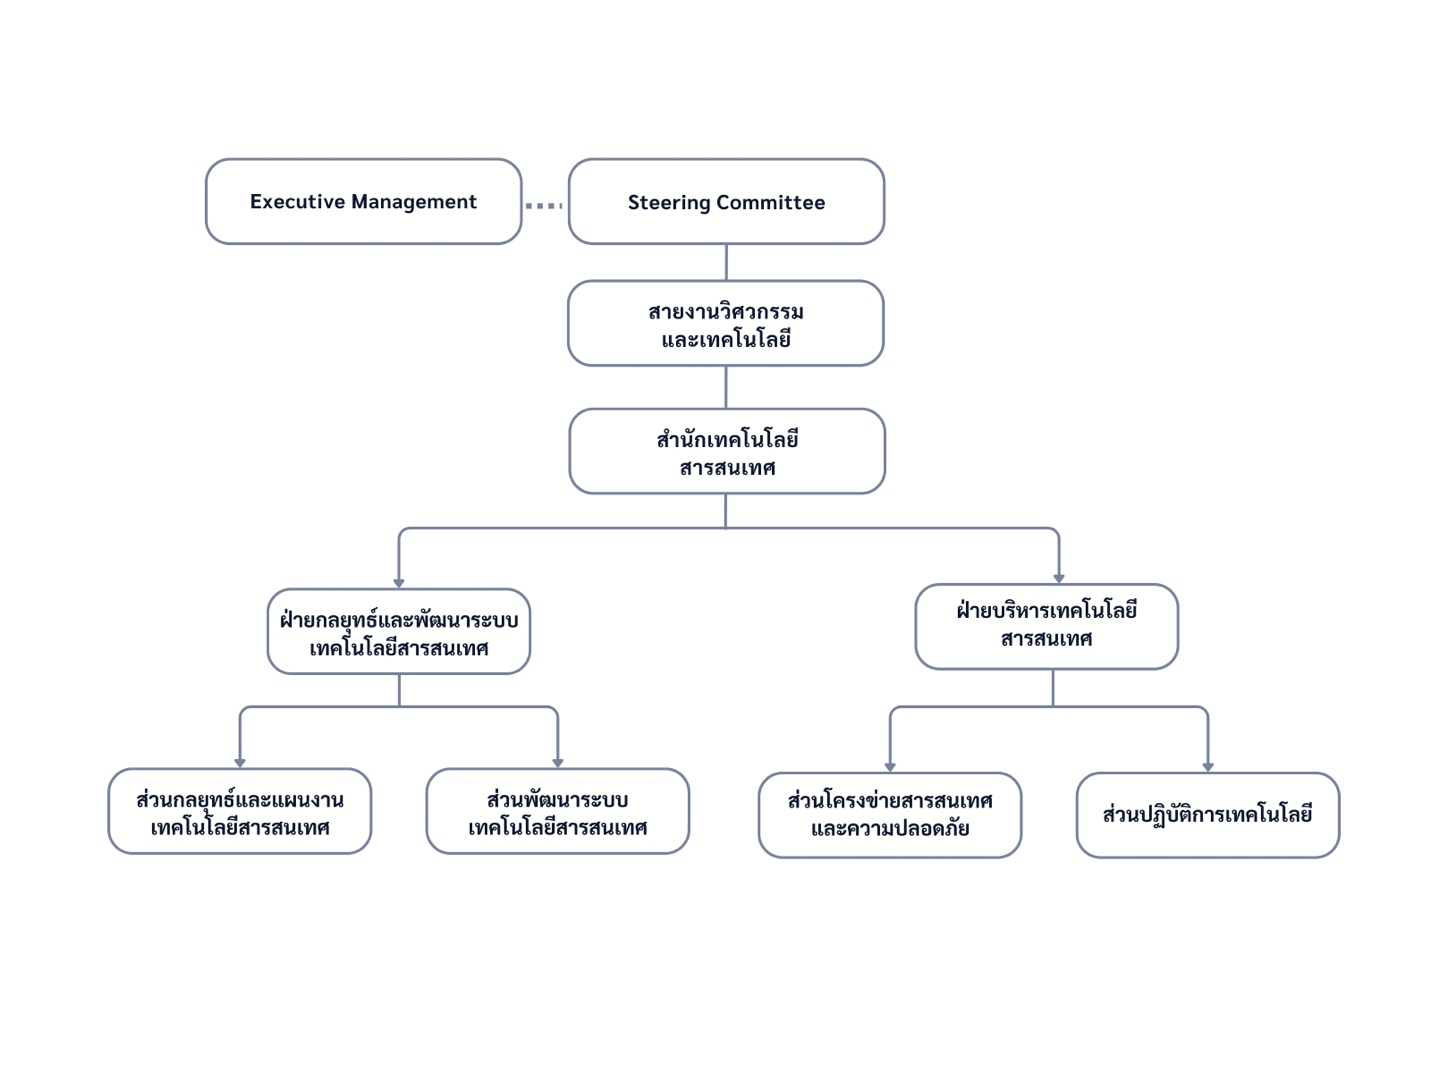 Executive Management
Steering Committee
สายงานวิศวกรรม
และเทคโนโลยี
สำนักเทคโนโลยี
สารสนเทศ
ฝ่ายกลยุทธ์และพัฒนาระบบ
เทคโนโลยีสารสนเทศ
ฝ่ายบริหารเทคโนโลยี
สารสนเทศ
ส่วนกลยุทธ์และแผนงาน
เทคโนโลยีสารสนเทศ
ส่วนพัฒนาระบบ
เทคโนโลยีสารสนเทศ
ส่วนโครงข่ายสารสนเทศ
และความปลอดภัย
ส่วนปฏิบัติการเทคโนโลยี